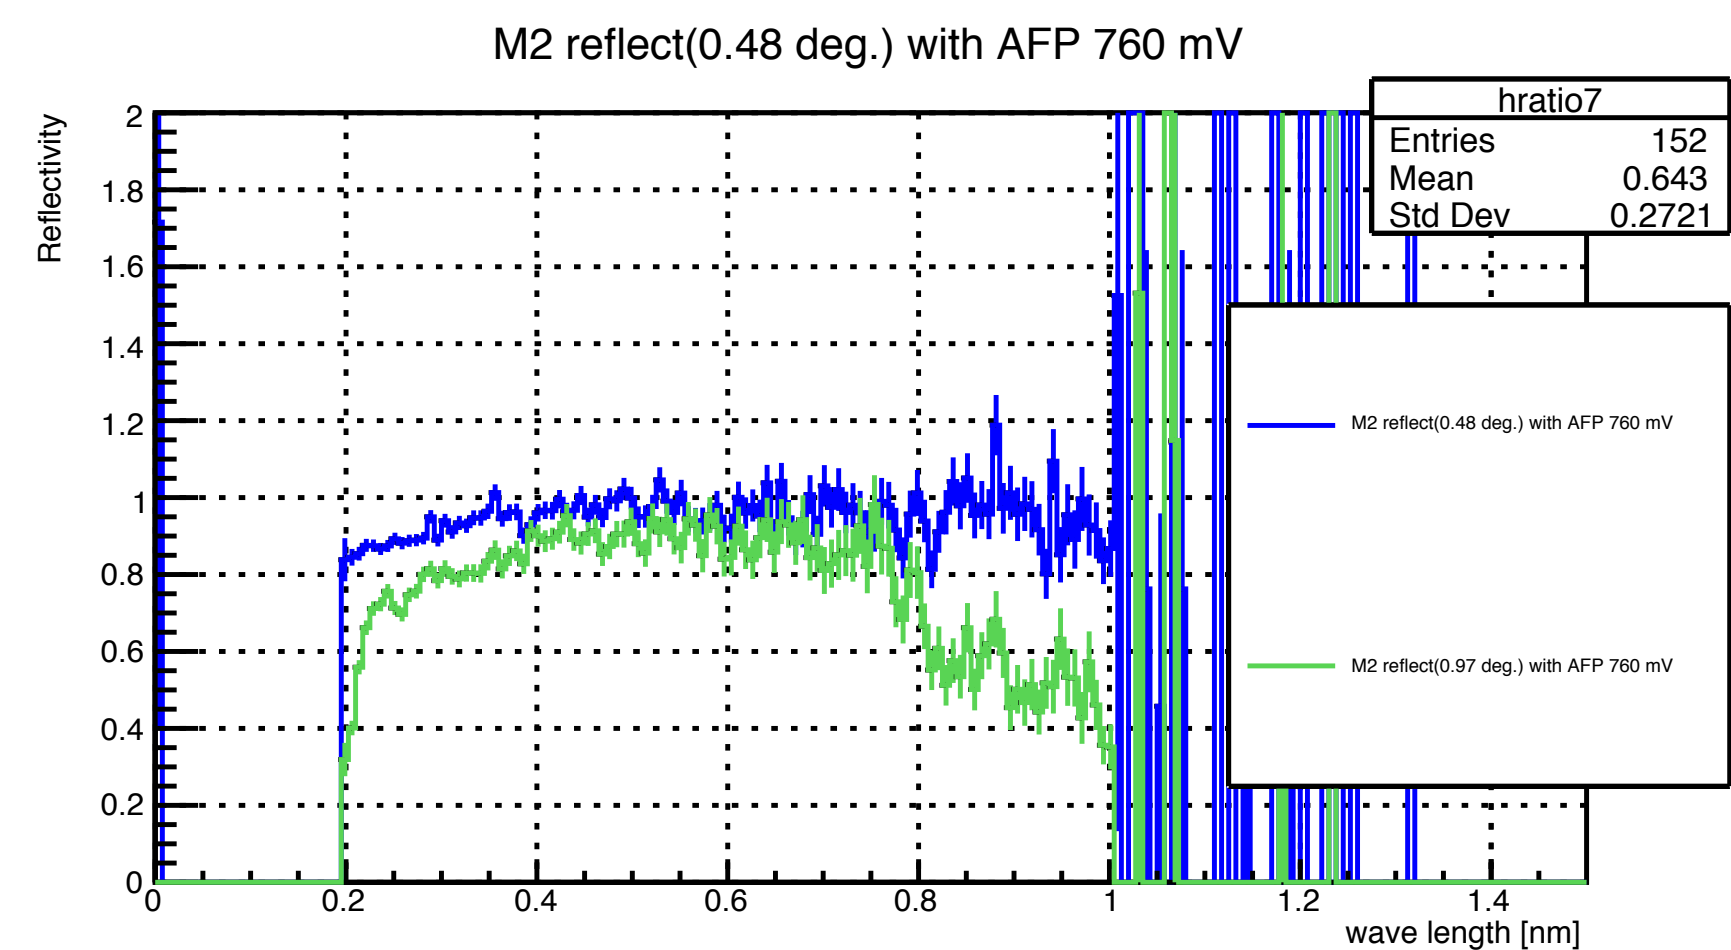 M2 reflect(0.48 deg.) with AFP 760 mV
hratio7
Entries 152
Mean 0.643
Std Dev 0.2721
Reflectivity
2
1.8
1.6
1.4
1.2
1
0.8
0.6
0.4
0.2
0
M2 reflect(0.48 deg.) with AFP 760 mV
M2 reflect(0.97 deg.) with AFP 760 mV
0 0.2 0.4 0.6 0.8 1 1.2 1.4
wave length [nm]